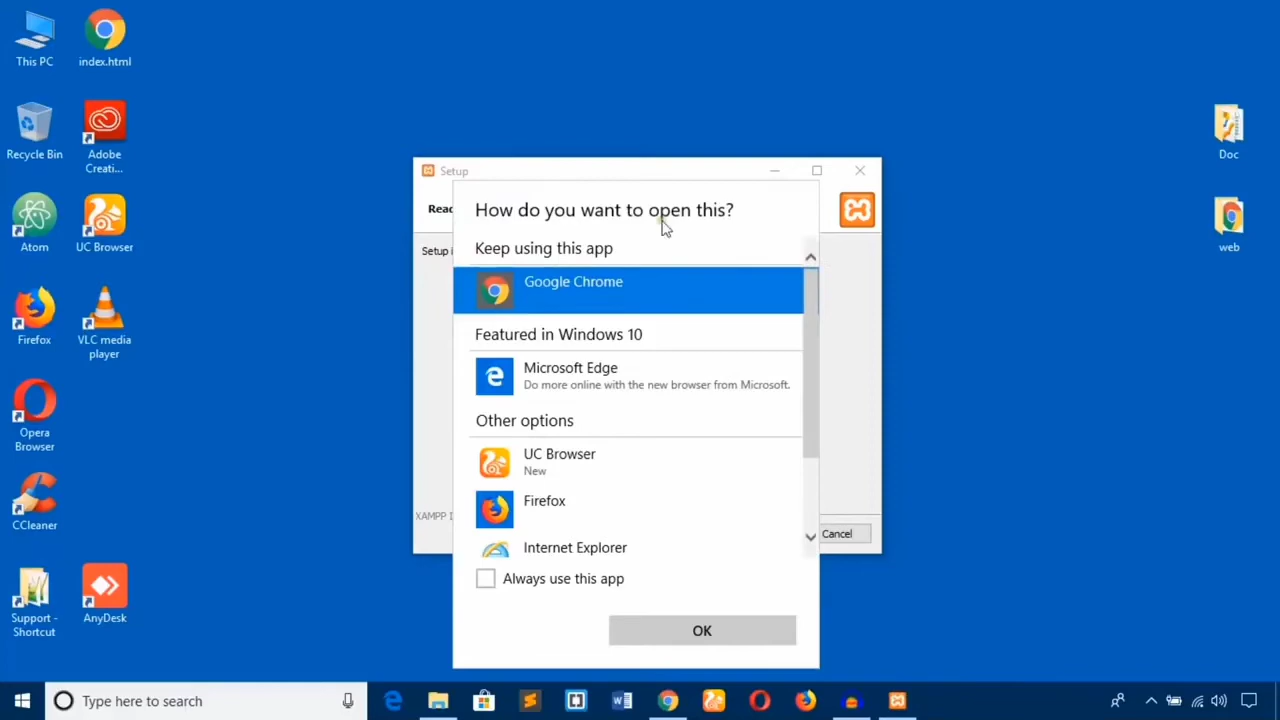 This PC
index.html
Recycle Bin
Adobe
Creati...
Atom
UC Browser
Firefox
VLC media
player
Opera
Browser
CCleaner
Support -
Shortcut
AnyDesk
Doc
web
Setup
How do you want to open this?
Keep using this app
Google Chrome
Featured in Windows 10
Microsoft Edge
Do more online with the new browser from Microsoft.
Other options
UC Browser
New
Firefox
Internet Explorer
Always use this app
OK
Read
Setup i
XAMPP I
Cancel
Type here to search